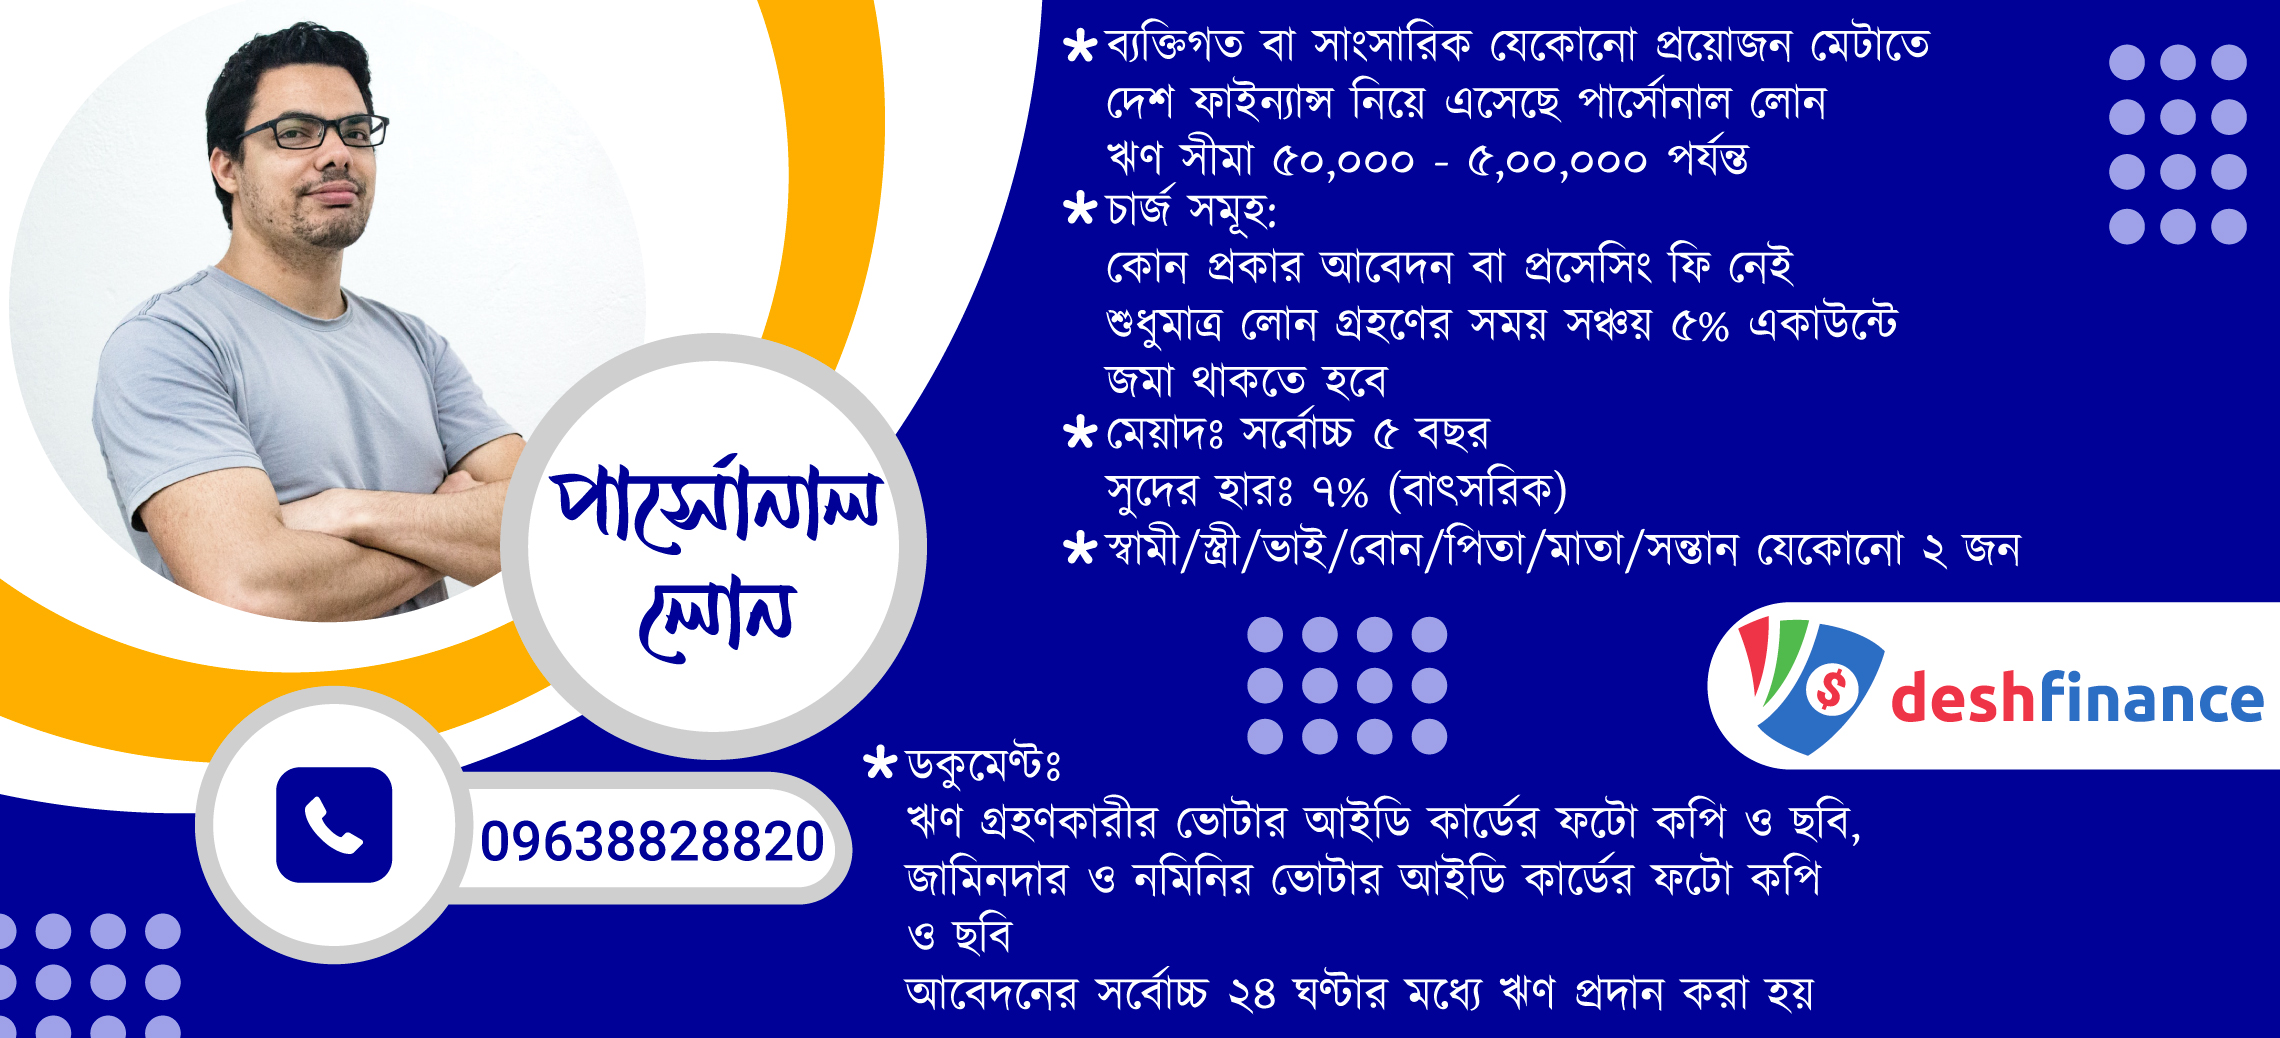 ব্যক্তিগত বা সাংসারিক যেকোনো প্রয়োজন মেটাতে
দেশ ফাইন্যান্স নিয়ে এসেছে পার্সোনাল লোন
ঋণ সীমা ৫০,০০০ - ৫,০০,০০০ পর্যন্ত
চার্জ সমূহ:
কোন প্রকার আবেদন বা প্রসেসিং ফি নেই
শুধুমাত্র লোন গ্রহণের সময় সঞ্চয় ৫% একাউন্টে
জমা থাকতে হবে
মেয়াদঃ সর্বোচ্চ ৫ বছর
সুদের হারঃ ৭% (বাৎসরিক)
স্বামী/স্ত্রী/ভাই/বোন/পিতা/মাতা/সন্তান যেকোনো ২ জন
পার্সোনাল
লোন
deshfinance
09638828820
ডকুমেণ্টঃ
ঋণ গ্রহণকারীর ভোটার আইডি কার্ডের ফটো কপি ও ছবি,
জামিনদার ও নমিনির ভোটার আইডি কার্ডের ফটো কপি
ও ছবি
আবেদনের সর্বোচ্চ ২৪ ঘণ্টার মধ্যে ঋণ প্রদান করা হয়